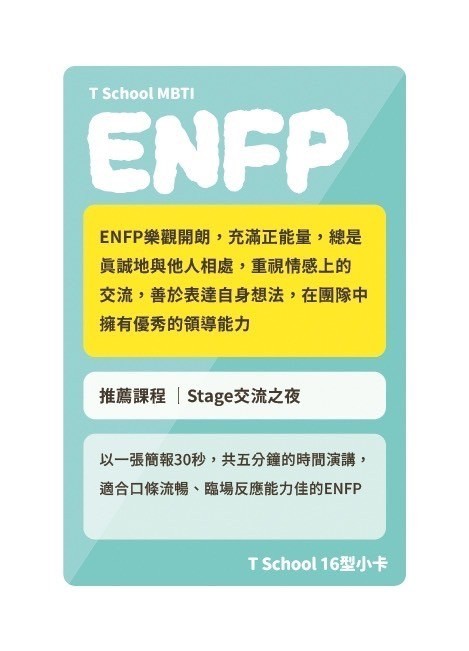 T School MBTI
ENFP
ENFP樂觀開朗，充滿正能量，總是
真誠地與他人相處，重視情感上的
交流，善於表達自身想法，在團隊中
擁有優秀的領導能力
推薦課程｜Stage交流之夜
以一張簡報30秒，共五分鐘的時間演講，
適合口條流暢、臨場反應能力佳的ENFP
T School 16型小卡